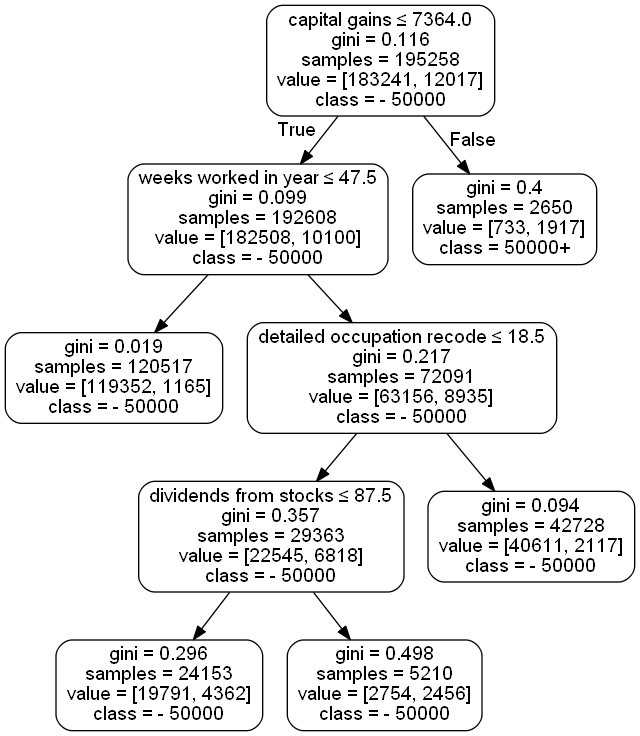 capital gains ≤ 7364.0
gini = 0.116
samples = 195258
value = [183241, 12017]
class = - 50000
True
False
weeks worked in year ≤ 47.5
gini = 0.099
samples = 192608
value = [182508, 10100]
class = - 50000
gini = 0.4
samples = 2650
value = [733, 1917]
class = 50000+
gini = 0.019
samples = 120517
value = [119352, 1165]
class = - 50000
detailed occupation recode ≤ 18.5
gini = 0.217
samples = 72091
value = [63156, 8935]
class = - 50000
dividends from stocks ≤ 87.5
gini = 0.357
samples = 29363
value = [22545, 6818]
class = - 50000
gini = 0.094
samples = 42728
value = [40611, 2117]
class = - 50000
gini = 0.296
samples = 24153
value = [19791, 4362]
class = - 50000
gini = 0.498
samples = 5210
value = [2754, 2456]
class = - 50000